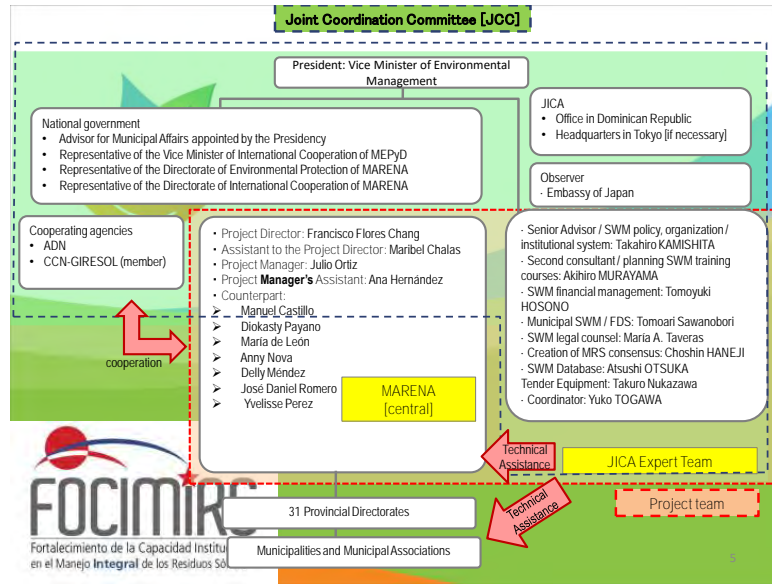 Joint Coordination Committee [JCC]
President: Vice Minister of Environmental
Management
National government
• Advisor for Municipal Affairs appointed by the Presidency
• Representative of the Vice Minister of International Cooperation of MEPyD
• Representative of the Directorate of Environmental Protection of MARENA
• Representative of the Directorate of International Cooperation of MARENA
JICA
• Office in Dominican Republic
• Headquarters in Tokyo [if necessary]
Observer
- Embassy of Japan
Cooperating agencies
• ADN
• CCN-GIRESOL (member)
cooperation
• Project Director: Francisco Flores Chang
• Assistant to the Project Director: Maribel Chalas
• Project Manager: Julio Ortiz
• Project Manager's Assistant: Ana Hernández
• Counterpart:
➢ Manuel Castillo
➢ Diokasty Payano
➢ María de León
➢ Anny Nova
➢ Delly Méndez
➢ José Daniel Romero
➢ Yvelisse Perez
MARENA
[central]
- Senior Advisor / SWM policy, organization /
institutional system: Takahiro KAMISHITA
- Second consultant / planning SWM training
courses: Akihiro MURAYAMA
- SWM financial management: Tomoyuki
HOSONO
- Municipal SWM / FDS: Tomoari Sawanobori
- SWM legal counsel: María A. Taveras
- Creation of MRS consensus: Choshin HANEJI
- SWM Database: Atsushi OTSUKA
Tender Equipment: Takuro Nukazawa
- Coordinator: Yuko TOGAWA
Technical
Assistance
JICA Expert Team
Technical
Assistance
Project team
31 Provincial Directorates
Municipalities and Municipal Associations
FOCIMIRS
Fortalecimiento de la Capacidad Institu
en el Manejo Integral de los Residuos Só
5